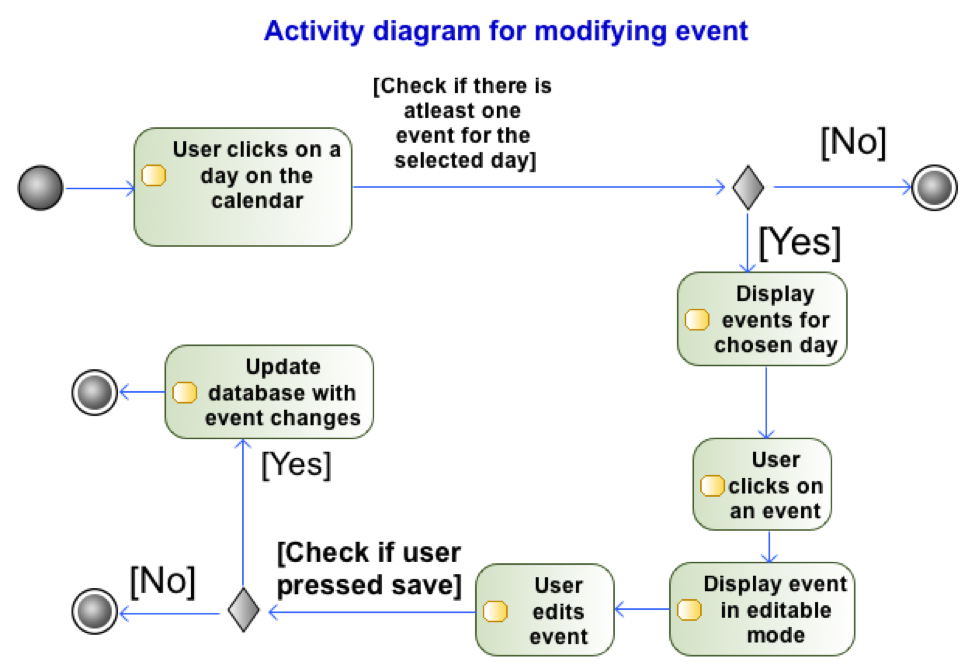 Activity diagram for modifying event
[Check if there is
atleast one
event for the
selected day]
[No]
User clicks on a
day on the
calendar
[Yes]
Display
events for
chosen day
Update
database with
event changes
User
clicks on
an event
[Yes]
[Check if user
pressed save]
[No]
User
edits
event
Display event
in editable
mode